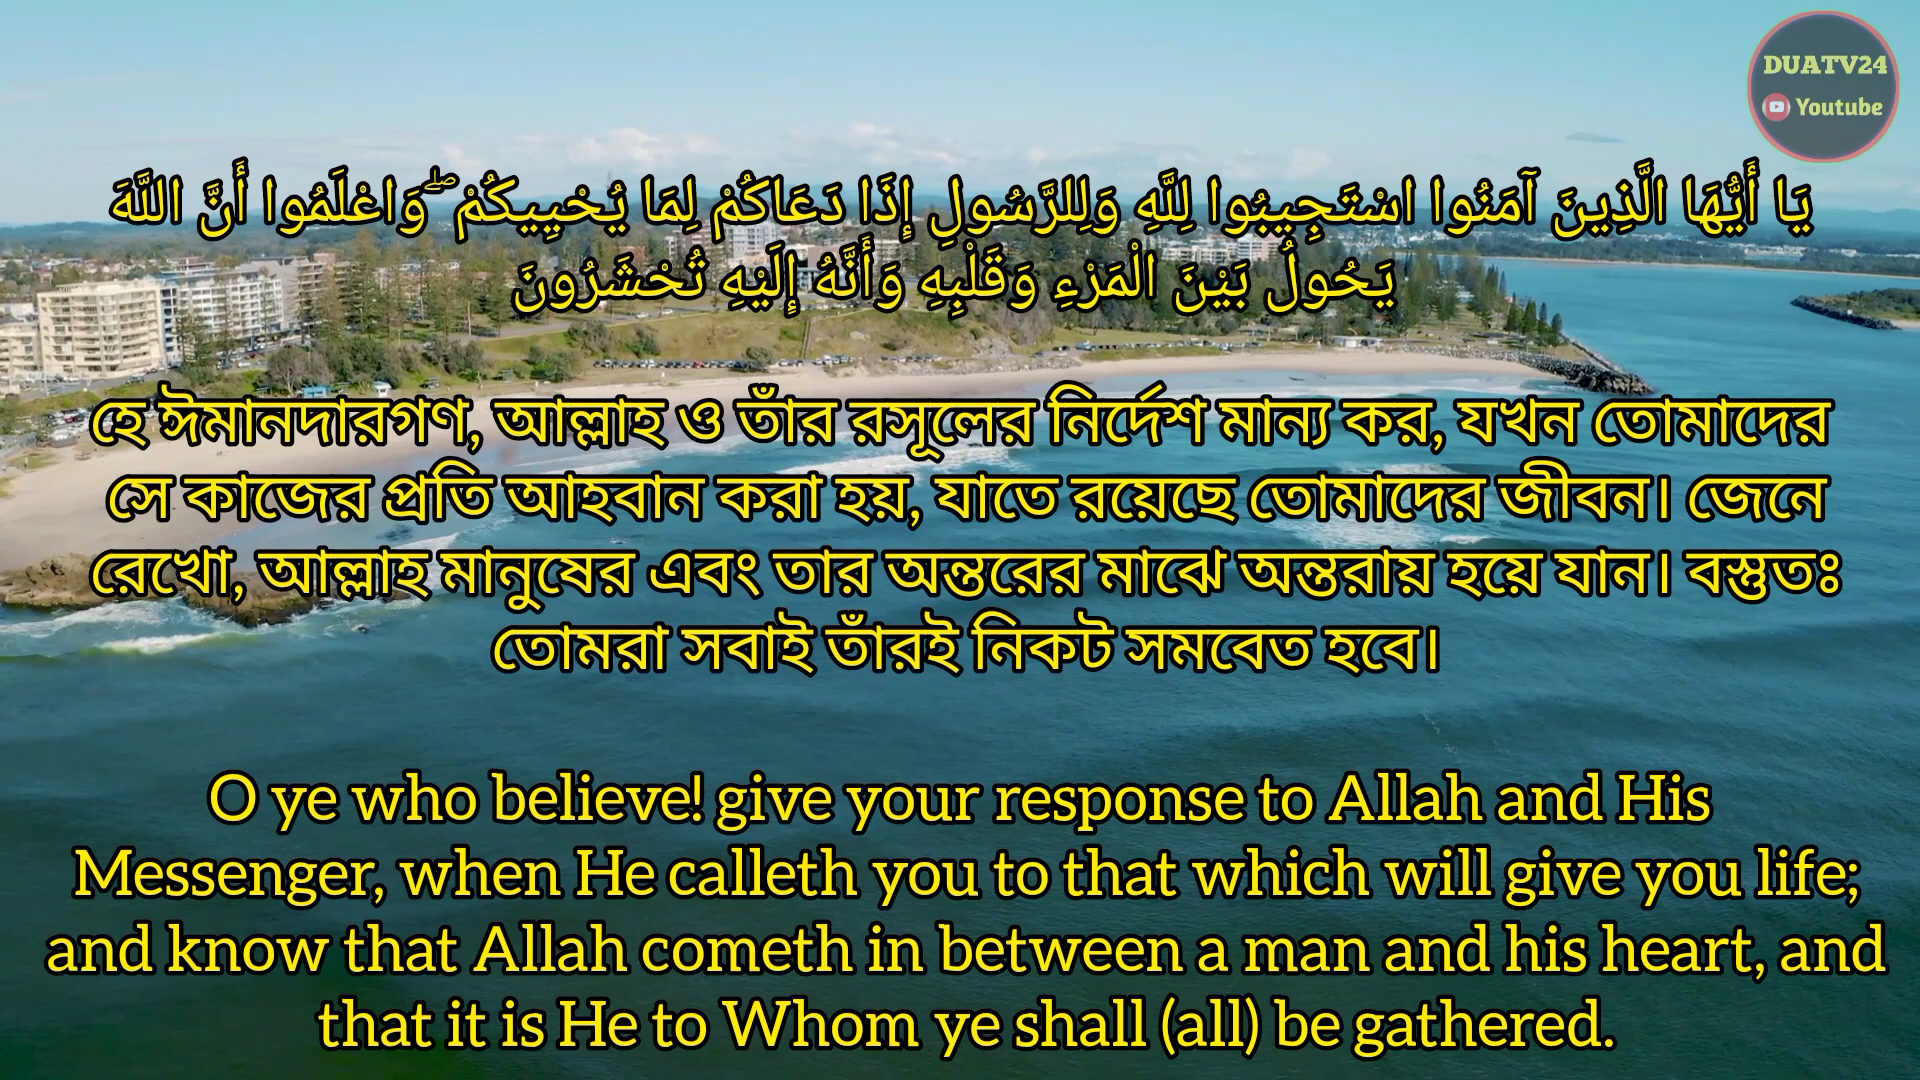 DUATV24
Youtube
يَا أَيُّهَا الَّذِينَ آمَنُوا اسْتَجِيبُوا لِلَّهِ وَلِلرَّسُولِ إِذَا دَعَاكُمْ لِمَا يُحْيِيكُمْ ۖ وَاعْلَمُوا أَنَّ اللَّهَ
يَحُولُ بَيْنَ الْمَرْءِ وَقَلْبِهِ وَأَنَّهُ إِلَيْهِ تُحْشَرُونَ
হে ঈমানদারগণ, আল্লাহ ও তাঁর রসূলের নির্দেশ মান্য কর, যখন তোমাদের
সে কাজের প্রতি আহবান করা হয়, যাতে রয়েছে তোমাদের জীবন। জেনে
রেখো, আল্লাহ মানুষের এবং তার অন্তরের মাঝে অন্তরায় হয়ে যান। বস্তুতঃ
তোমরা সবাই তাঁরই নিকট সমবেত হবে।
O ye who believe! give your response to Allah and His
Messenger, when He calleth you to that which will give you life;
and know that Allah cometh in between a man and his heart, and
that it is He to Whom ye shall (all) be gathered.